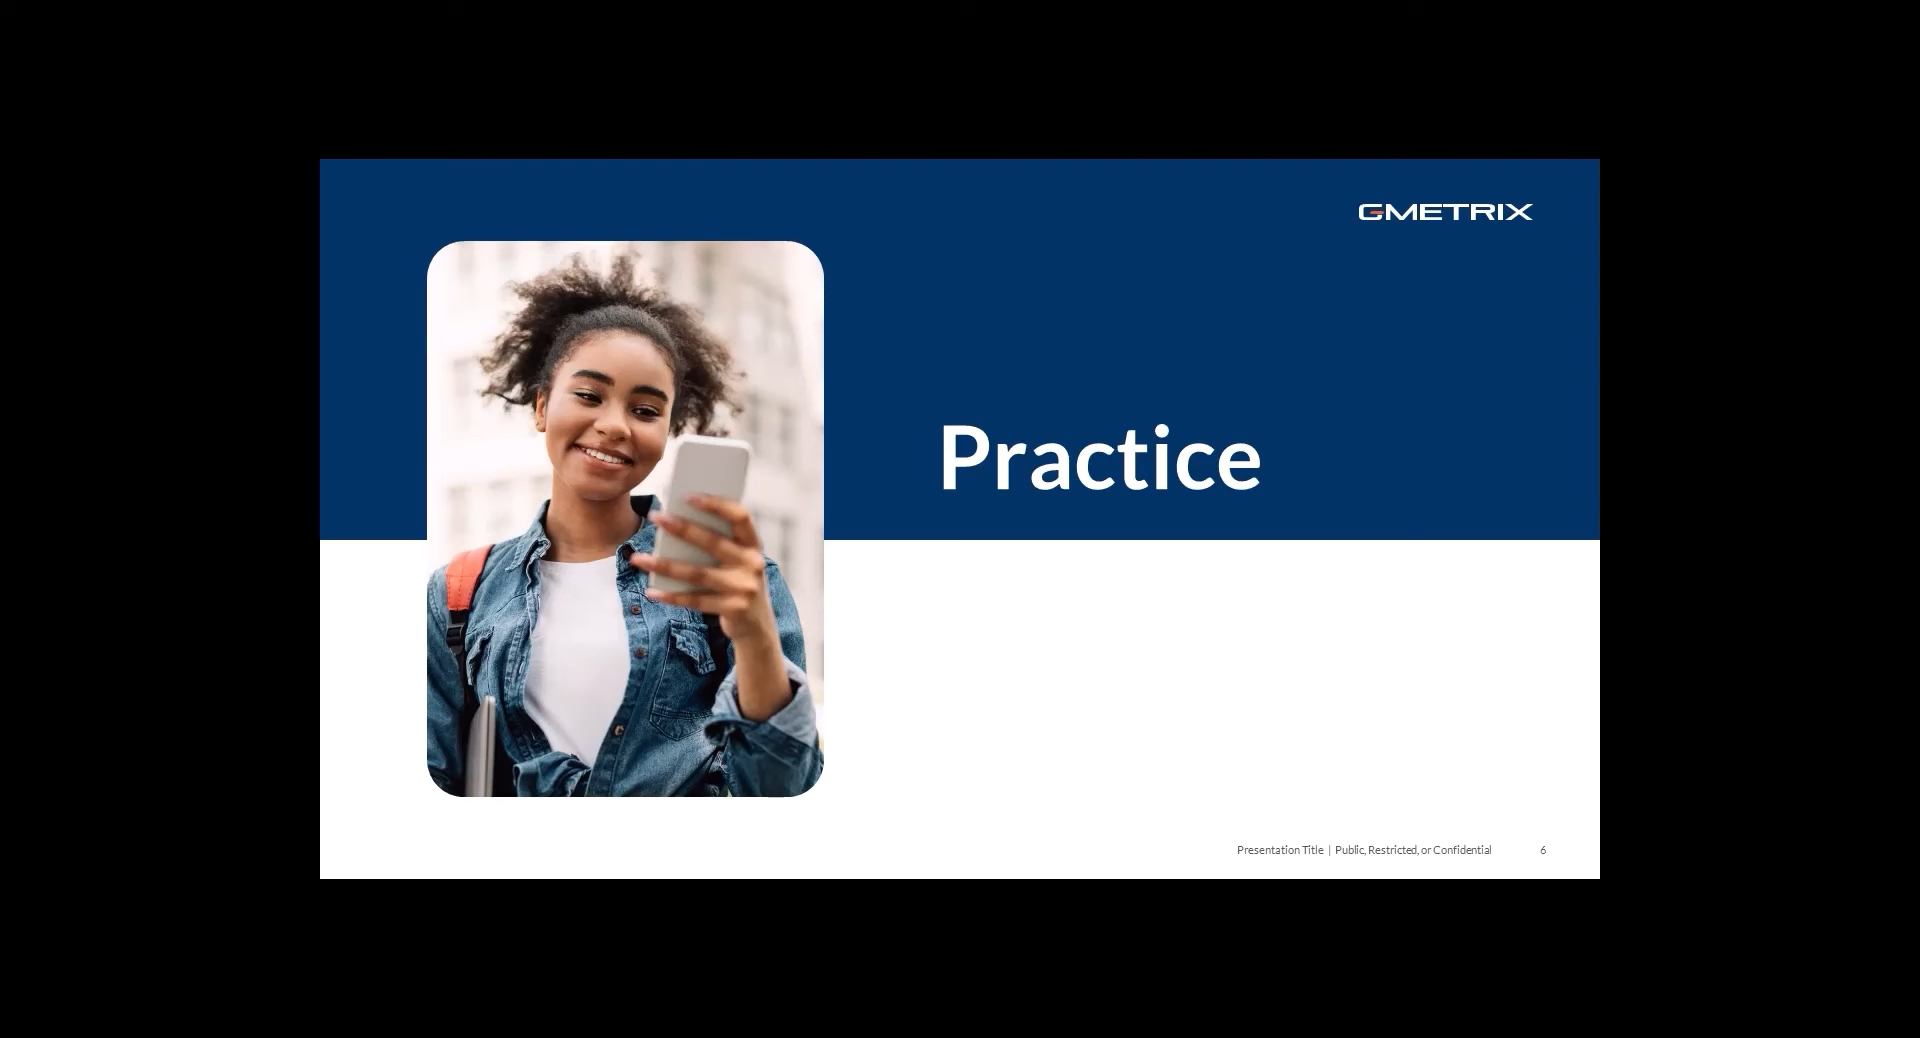 GMETRIX
Practice
Presentation Title | Public, Restricted, or Confidential 6